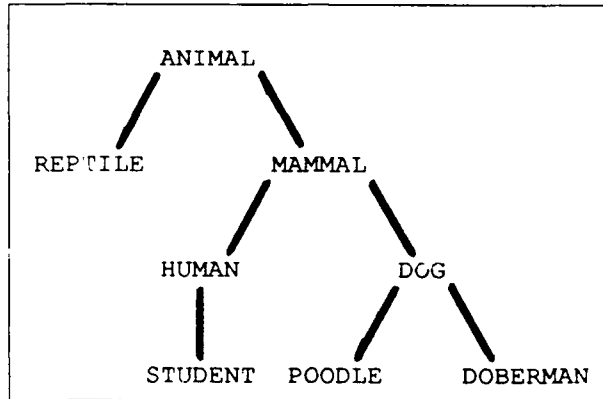 ANIMAL
REPTILE MAMMAL
HUMAN DOG
STUDENT POODLE DOBERMAN